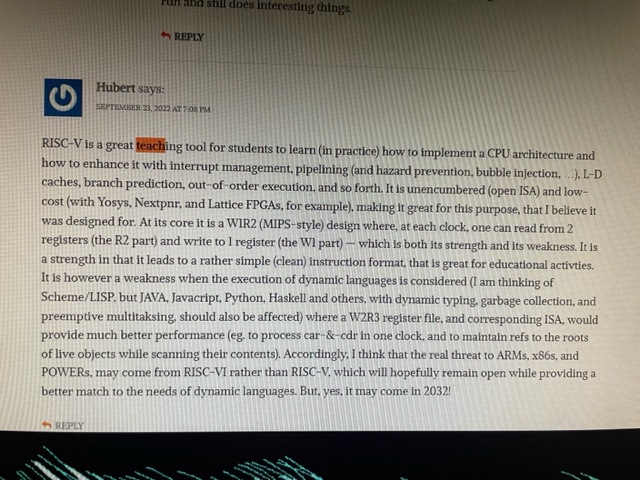 fun and still does interesting things.
REPLY
Hubert says:
SEPTEMBER 23, 2022 AT 7:08 PM
RISC-V is a great teaching tool for students to learn (in practice) how to implement a CPU architecture and
how to enhance it with interrupt management, pipelining (and hazard prevention, bubble injection, …), I,-D
caches, branch prediction, out-of-order execution, and so forth. It is unencumbered (open ISA) and low-
cost (with Yosys, Nextpnr, and Lattice FPGAs, for example), making it great for this purpose, that I believe it
was designed for. At its core it is a W1R2 (MIPS-style) design where, at each clock, one can read from 2
registers (the R2 part) and write to 1 register (the W1 part) — which is both its strength and its weakness. It is
a strength in that it leads to a rather simple (clean) instruction format, that is great for educational activties.
It is however a weakness when the execution of dynamic languages is considered (I am thinking of
Scheme/LISP, but JAVA, Javacript, Python, Haskell and others, with dynamic typing, garbage collection, and
preemptive multitaksing, should also be affected) where a W2R3 register file, and corresponding ISA, would
provide much better performance (eg. to process car-&-cdr in one clock, and to maintain refs to the roots
of live objects while scanning their contents). Accordingly, I think that the real threat to ARMs, x86s, and
POWERs, may come from RISC-VI rather than RISC-V, which will hopefully remain open while providing a
better match to the needs of dynamic languages. But, yes, it may come in 2032!
REPLY